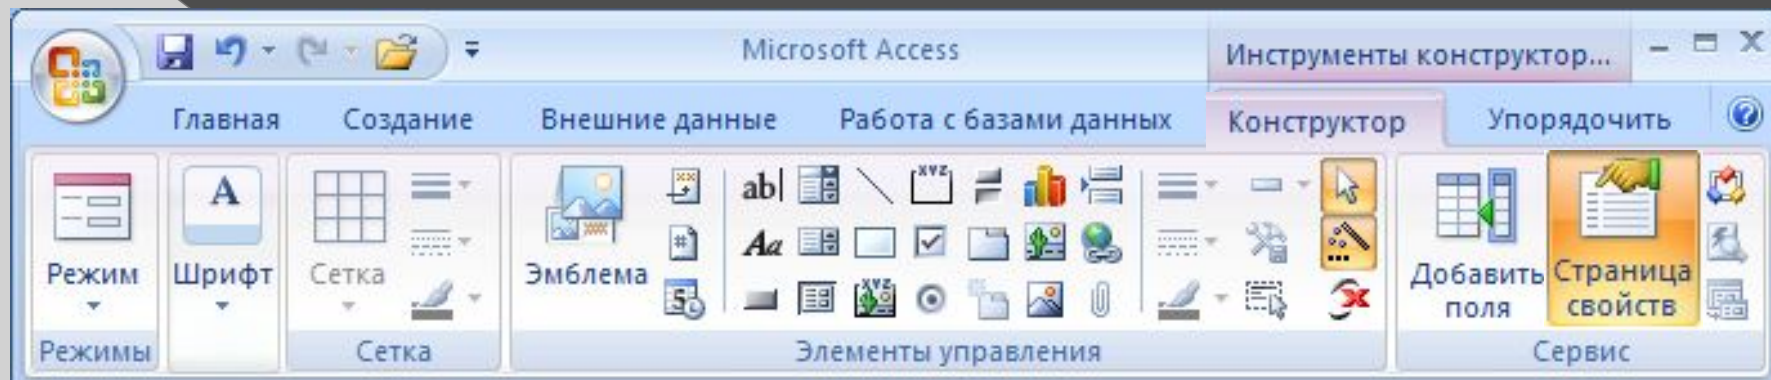 Microsoft Access
Инструменты конструктор...
Главная
Создание
Внешние данные
Работа с базами данных
Конструктор
Упорядочить
Режим
Шрифт
Сетка
Эмблема
ab|
Aa
Добавить
поля
Страница
свойств
Режимы
Сетка
Элементы управления
Сервис